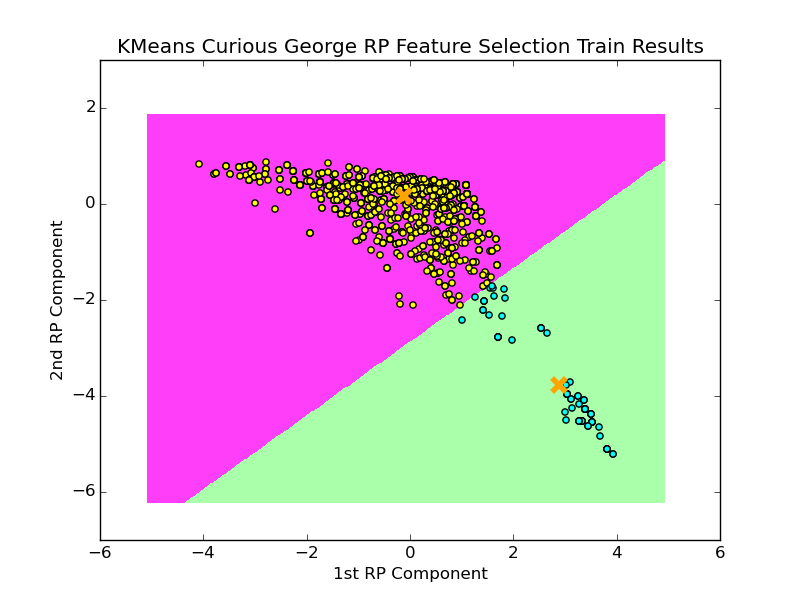 KMeans Curious George RP Feature Selection Train Results
2
0
−2
−4
−6
2nd RP Component
−6 −4 −2 0 2 4 6
1st RP Component